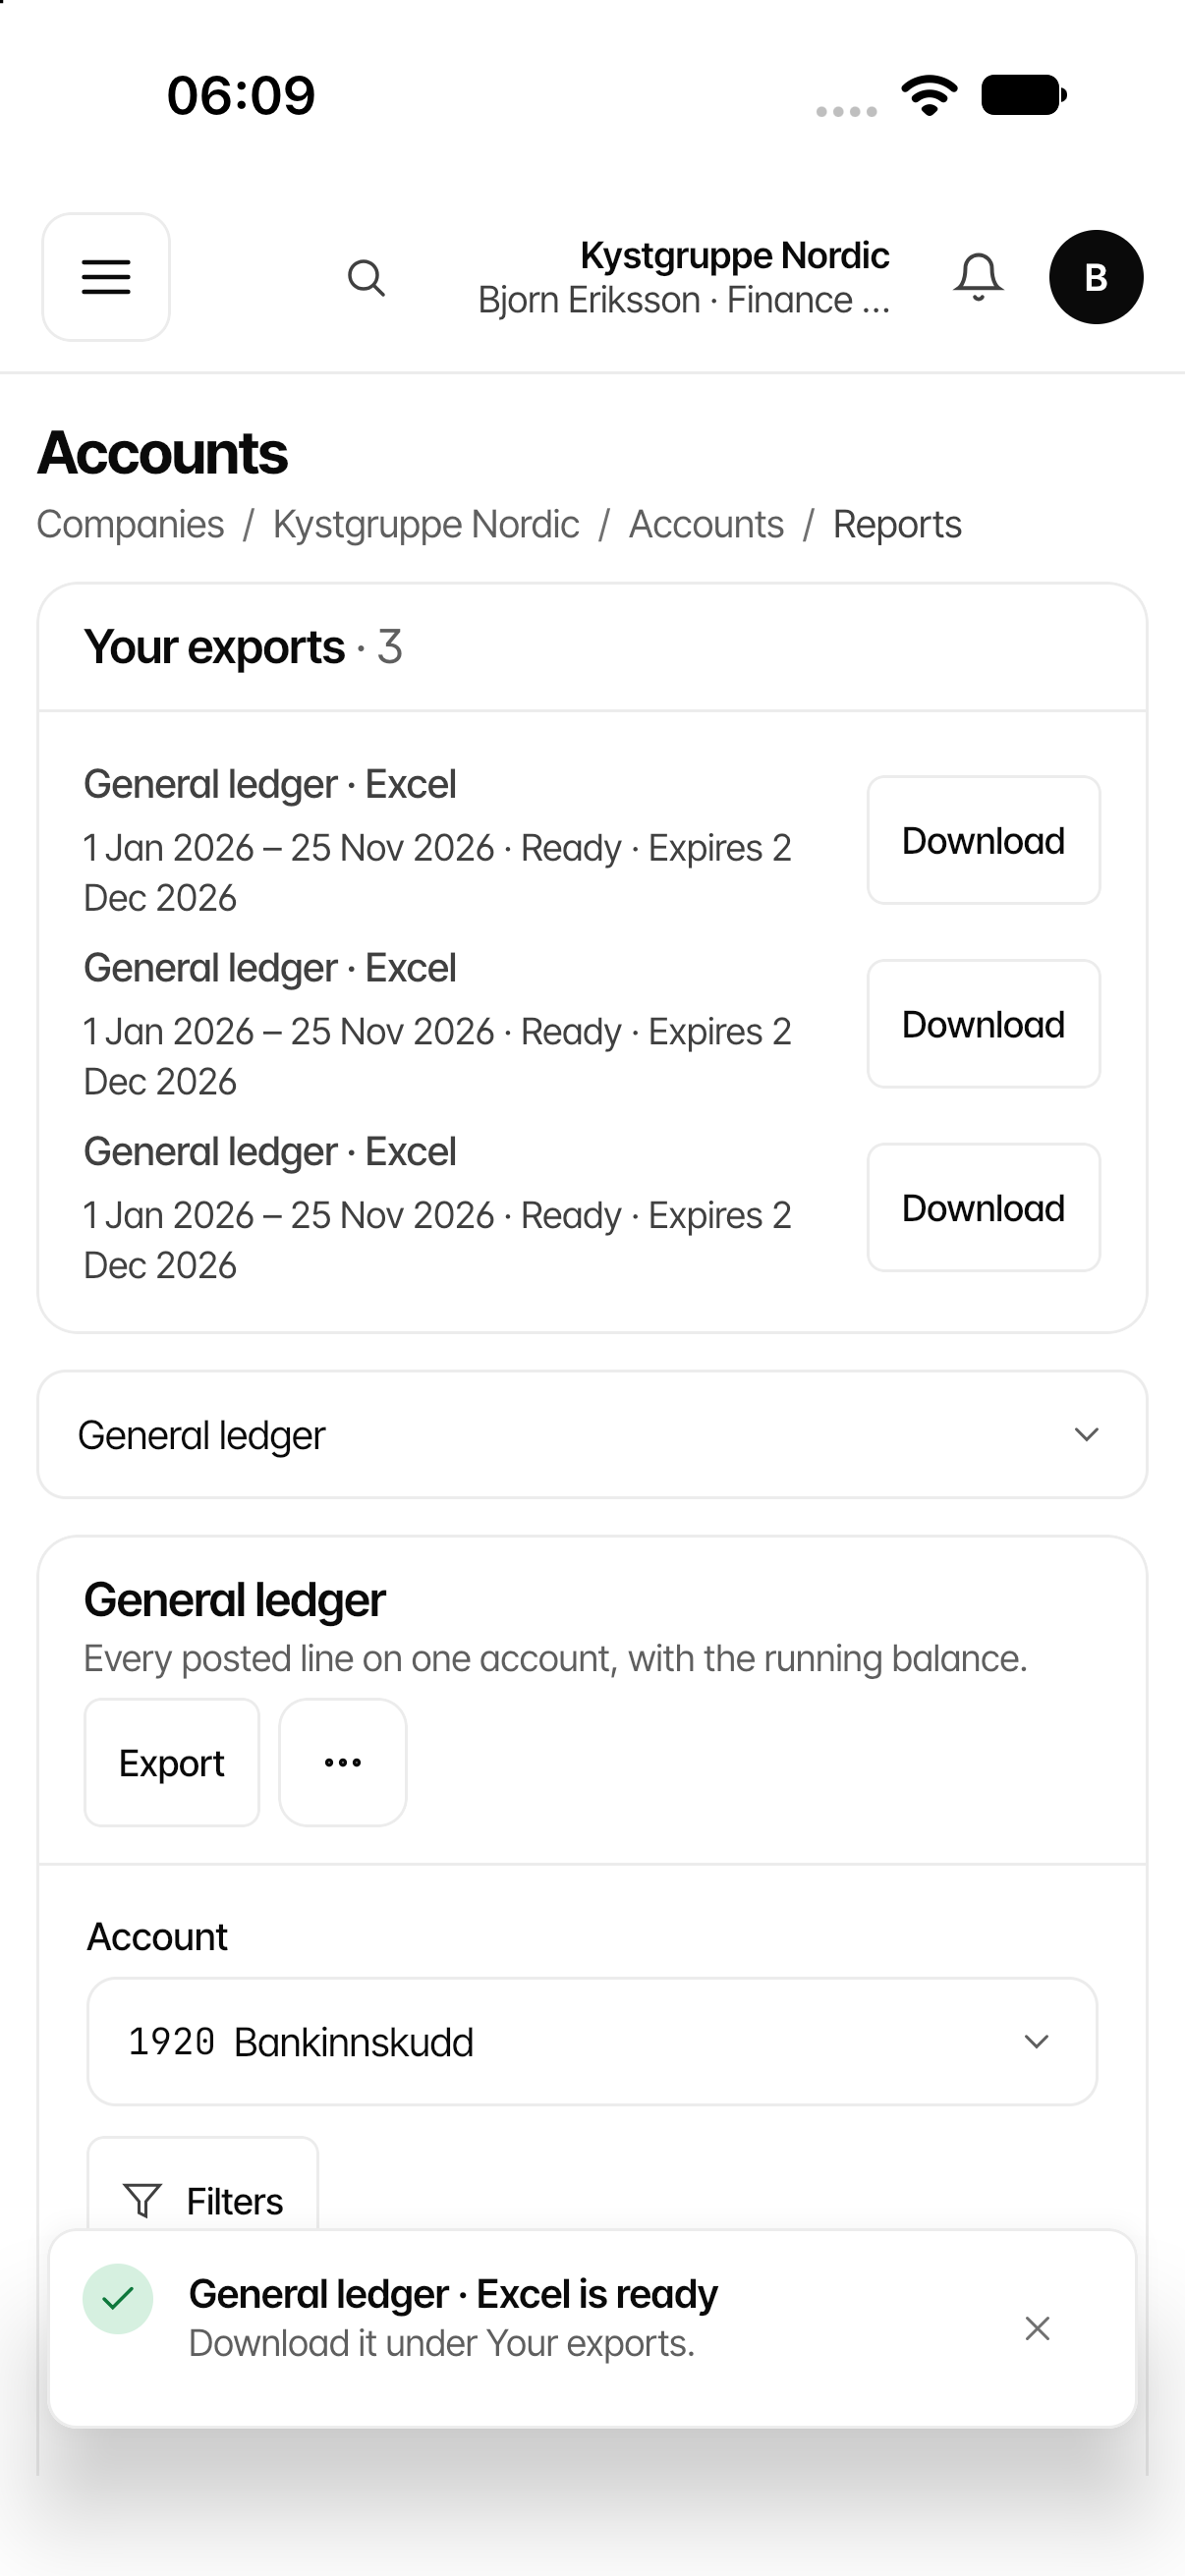 06:09
Kystgruppe Nordic
Bjorn Eriksson · Finance ...
B
Accounts
Companies / Kystgruppe Nordic / Accounts / Reports
Your exports · 3
General ledger · Excel
1 Jan 2026 – 25 Nov 2026 · Ready · Expires 2
Dec 2026
Download
General ledger · Excel
1 Jan 2026 – 25 Nov 2026 · Ready · Expires 2
Dec 2026
Download
General ledger · Excel
1 Jan 2026 – 25 Nov 2026 · Ready · Expires 2
Dec 2026
Download
General ledger
General ledger
Every posted line on one account, with the running balance.
Export
Account
1920 Bankinnskudd
Filters
General ledger · Excel is ready
Download it under Your exports.